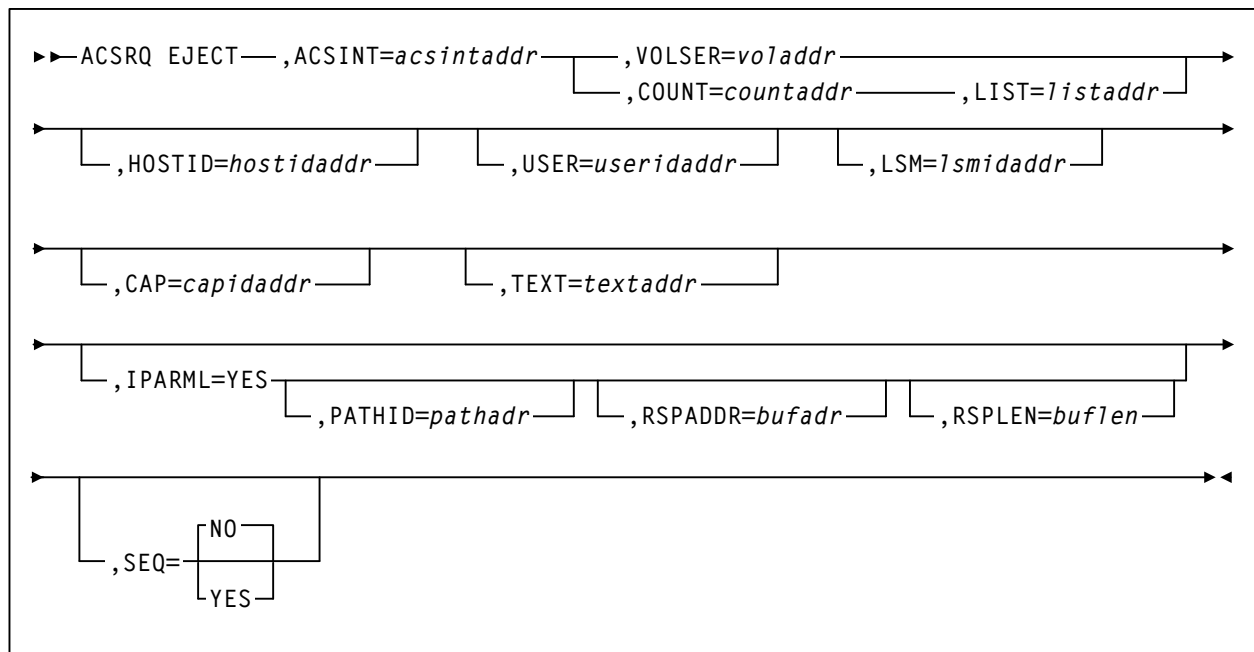 ACSRQ EJECT ,ACSINT=acsintaddr ,VOLSER=voladdr
,COUNT=countaddr ,LIST=listaddr
,HOSTID=hostidaddr ,USER=useridaddr ,LSM=lsmidaddr
,CAP=capidaddr ,TEXT=textaddr
,IPARML=YES
,PATHID=pathadr ,RSPADDR=bufadr ,RSPLEN=buflen
NO
,SEQ=
YES